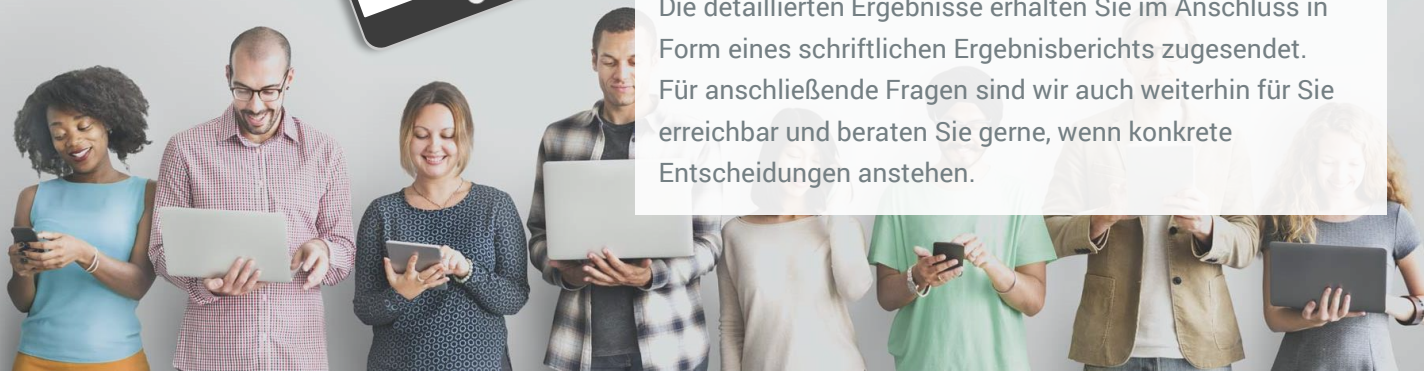 Die detaillierten Ergebnisse erhalten Sie im Anschluss in
Form eines schriftlichen Ergebnisberichts zugesendet.
Für anschließende Fragen sind wir auch weiterhin für Sie
erreichbar und beraten Sie gerne, wenn konkrete
Entscheidungen anstehen.